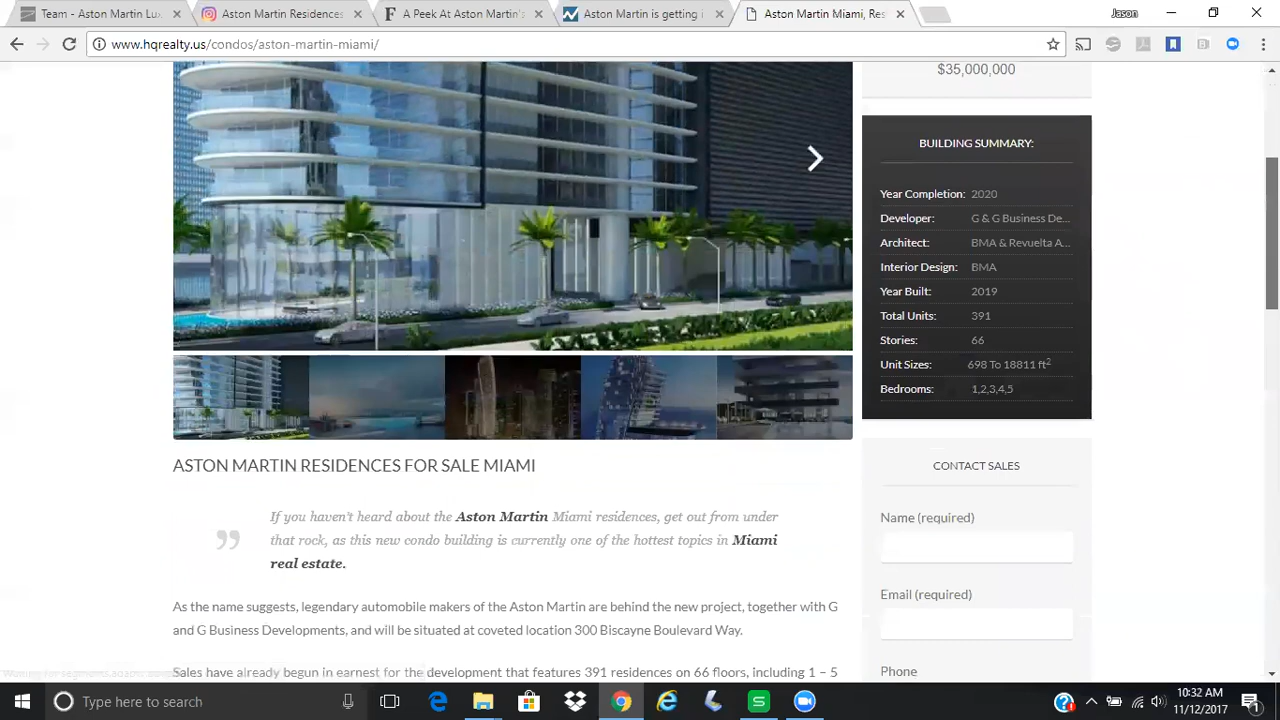 Team - Aston Martin Lux
Aston Martin Residences
A Peek At Aston Martin's
Aston Martin is getting i
Aston Martin Miami, Res
Jason
www.hqrealty.us/condos/aston-martin-miami/
$35,000,000
BUILDING SUMMARY:
Year Completion: 2020
Developer: G & G Business De...
Architect: BMA & Revuelta A...
Interior Design: BMA
Year Built: 2019
Total Units: 391
Stories: 66
Unit Sizes: 698 To 18811 ft²
Bedrooms: 1,2,3,4,5
ASTON MARTIN RESIDENCES FOR SALE MIAMI
If you haven't heard about the Aston Martin Miami residences, get out from under
that rock, as this new condo building is currently one of the hottest topics in Miami
real estate.
As the name suggests, legendary automobile makers of the Aston Martin are behind the new project, together with G
and G Business Developments, and will be situated at coveted location 300 Biscayne Boulevard Way.
Sales have already begun in earnest for the development that features 391 residences on 66 floors, including 1 – 5
CONTACT SALES
Name (required)
Email (required)
Phone
Type here to search
10:32 AM
11/12/2017